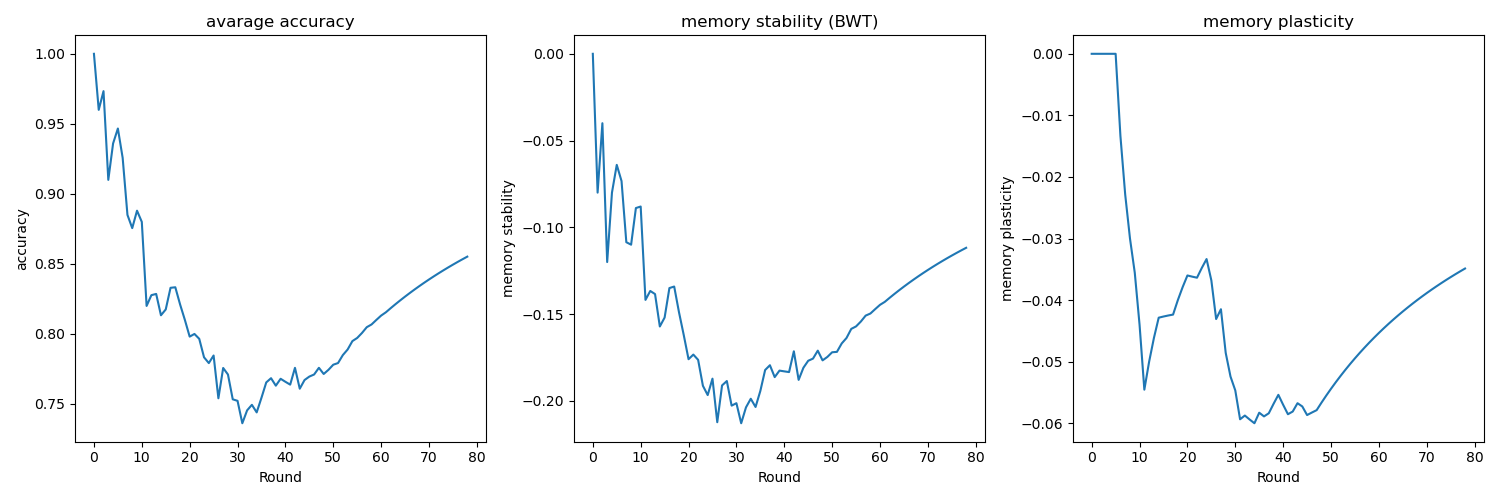 avarage accuracy
accuracy
1.00
0.95
0.90
0.85
0.80
0.75
0 10 20 30 40 50 60 70 80
Round
memory stability (BWT)
memory stability
0.00
−0.05
−0.10
−0.15
−0.20
0 10 20 30 40 50 60 70 80
Round
memory plasticity
memory plasticity
0.00
−0.01
−0.02
−0.03
−0.04
−0.05
−0.06
0 10 20 30 40 50 60 70 80
Round